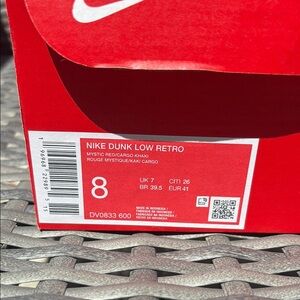 NIKE DUNK LOW RETRO
MYSTIC RED/CARGO KHAKI
ROUGE MYSTIQUE/KAKI CARGO
8
UK 7 CITI 26
BR 39.5 EUR 41
DV0833 600